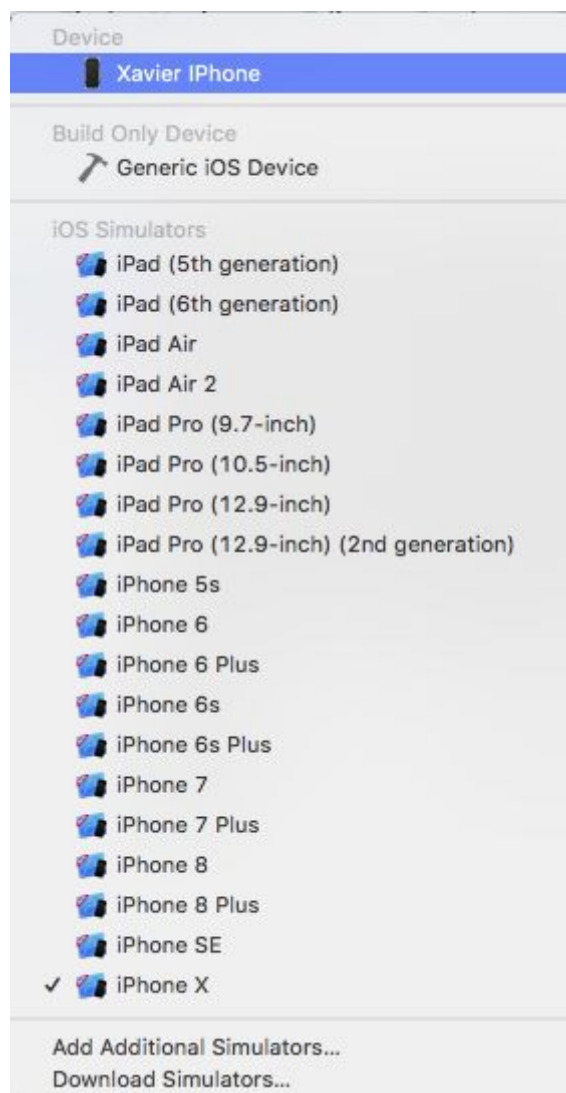 Device
Xavier IPhone
Build Only Device
Generic iOS Device
iOS Simulators
iPad (5th generation)
iPad (6th generation)
iPad Air
iPad Air 2
iPad Pro (9.7-inch)
iPad Pro (10.5-inch)
iPad Pro (12.9-inch)
iPad Pro (12.9-inch) (2nd generation)
iPhone 5s
iPhone 6
iPhone 6 Plus
iPhone 6s
iPhone 6s Plus
iPhone 7
iPhone 7 Plus
iPhone 8
iPhone 8 Plus
iPhone SE
✓ iPhone X
Add Additional Simulators...
Download Simulators...